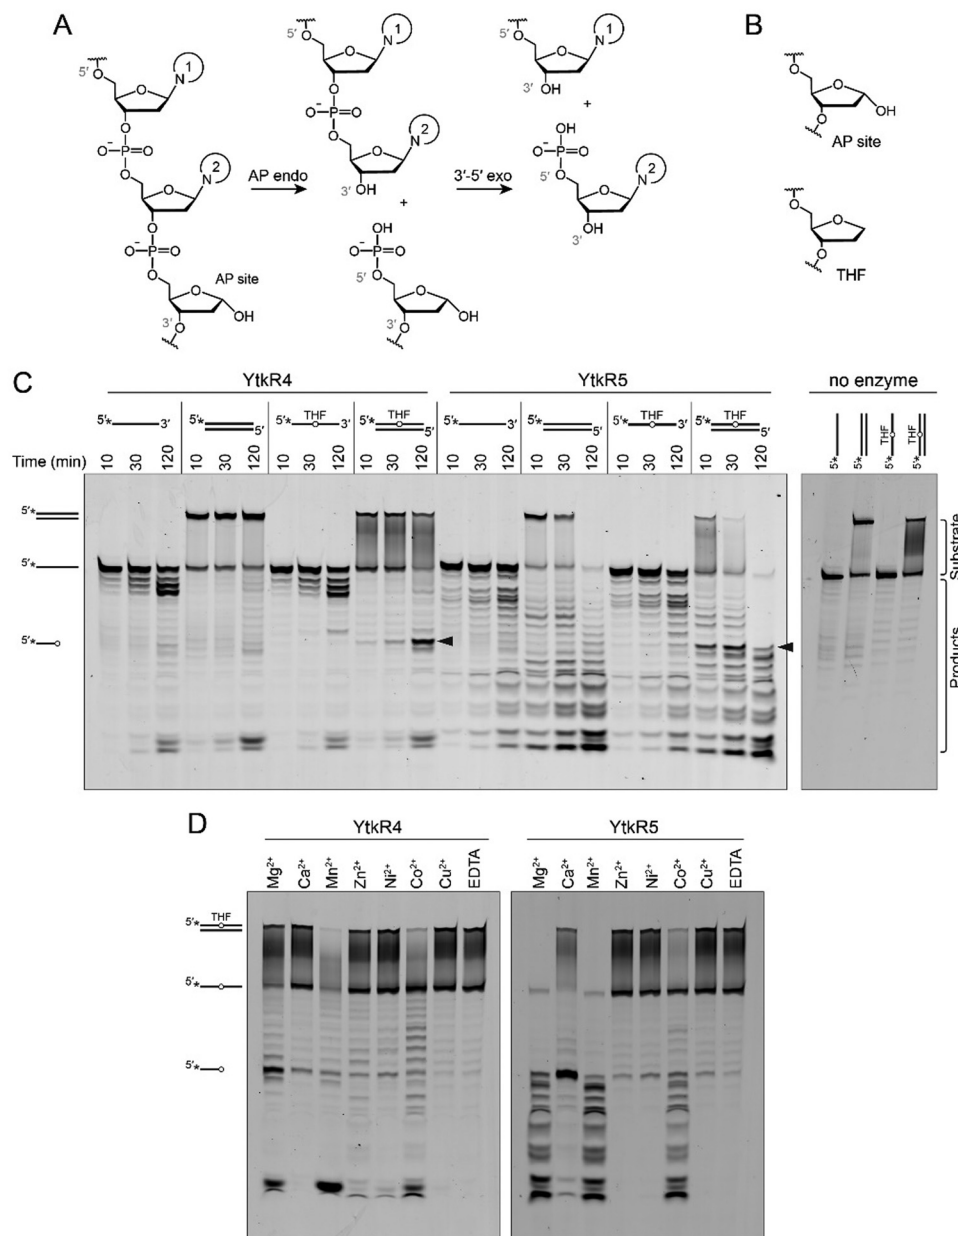 A
B
5′
O
O
N
1
O
⁻O
P
O
O
O
N
2
O
⁻O
P
O
O
O
AP site
OH
3′
O
AP endo
5′
O
O
N
1
O
⁻O
P
O
O
O
N
2
3′
OH
+
OH
⁻O
P
O
5′
O
O
OH
3′
O
3′-5′ exo
5′
O
O
N
1
3′
OH
+
OH
⁻O
P
O
5′
O
O
N
2
3′
OH
O
O
O
OH
AP site
O
O
O
THF
C
YtkR4
YtkR5
no enzyme
5′* 3′
5′* 5′
5′* THF 3′
5′* THF 5′
5′* 3′
5′* 5′
5′* THF 3′
5′* THF 5′
5′*
5′*
5′* THF
5′* THF
Time (min)
10 30 120 10 30 120 10 30 120 10 30 120 10 30 120 10 30 120 10 30 120 10 30 120
5′*
5′*
5′*
Substrate
Products
D
YtkR4
YtkR5
Mg²⁺ Ca²⁺ Mn²⁺ Zn²⁺ Ni²⁺ Co²⁺ Cu²⁺ EDTA
Mg²⁺ Ca²⁺ Mn²⁺ Zn²⁺ Ni²⁺ Co²⁺ Cu²⁺ EDTA
5′* THF
5′*
5′*